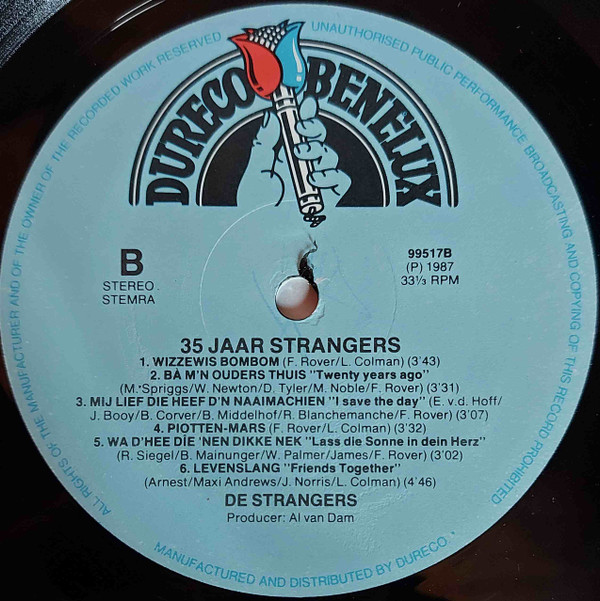 ALL RIGHTS OF THE MANUFACTURER AND OF THE OWNER OF THE RECORDED WORK RESERVED
UNAUTHORISED PUBLIC PERFORMANCE BROADCASTING AND COPYING OF THIS RECORD PROHIBITED
DURECO BENELUX
B
STEREO
STEMRA
99517B
(P) 1987
33⅓ RPM
35 JAAR STRANGERS
1. WIZZEWIS BOMBOM (F. Rover/L. Colman) (3'43)
2. BÀ M'N OUDERS THUIS "Twenty years ago"
(M. Spriggs/W. Newton/D. Tyler/M. Noble/F. Rover) (3'31)
3. MIJ LIEF DIE HEEF D'N NAAIMACHIEN "I save the day" (E. v.d. Hoff/
J. Booy/B. Corver/B. Middelhof/R. Blanchemanche/F. Rover) (3'07)
4. PIOTTEN-MARS (F. Rover/L. Colman) (3'32)
5. WA D'HEE DÍE 'NEN DIKKE NEK "Lass die Sonne in dein Herz"
(R. Siegel/B. Mainunger/W. Palmer/James/F. Rover) (3'02)
6. LEVENSLANG "Friends Together"
(Arnest/Maxi Andrews/J. Norris/L. Colman) (4'46)
DE STRANGERS
Producer: Al van Dam
MANUFACTURED AND DISTRIBUTED BY DURECO